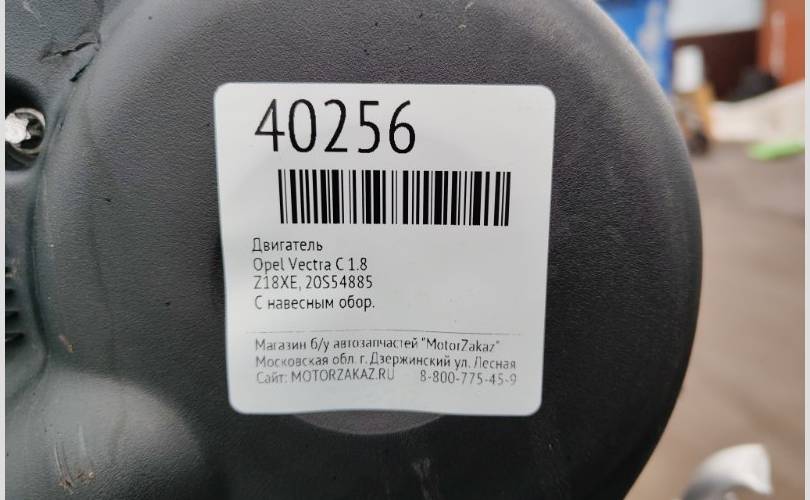 40256
Двигатель
Opel Vectra C 1.8
Z18XE, 20S54885
С навесным обор.
Магазин б/у автозапчастей "MotorZakaz"
Московская обл. г. Дзержинский ул. Лесная
Сайт: MOTORZAKAZ.RU 8-800-775-45-9